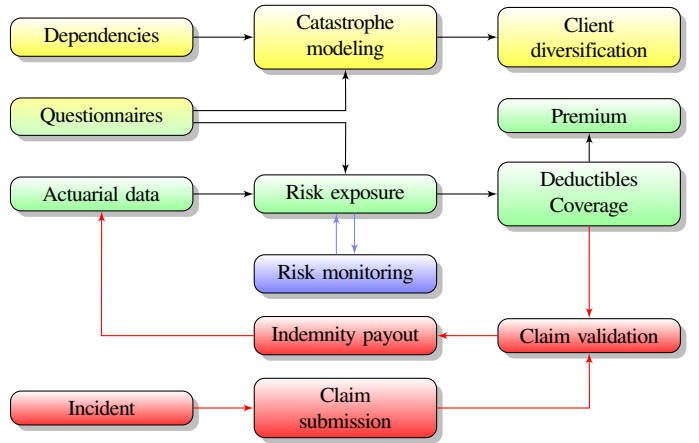 Dependencies
Catastrophe
modeling
Client
diversification
Questionnaires
Premium
Actuarial data
Risk exposure
Deductibles
Coverage
Risk monitoring
Indemnity payout
Claim validation
Incident
Claim
submission